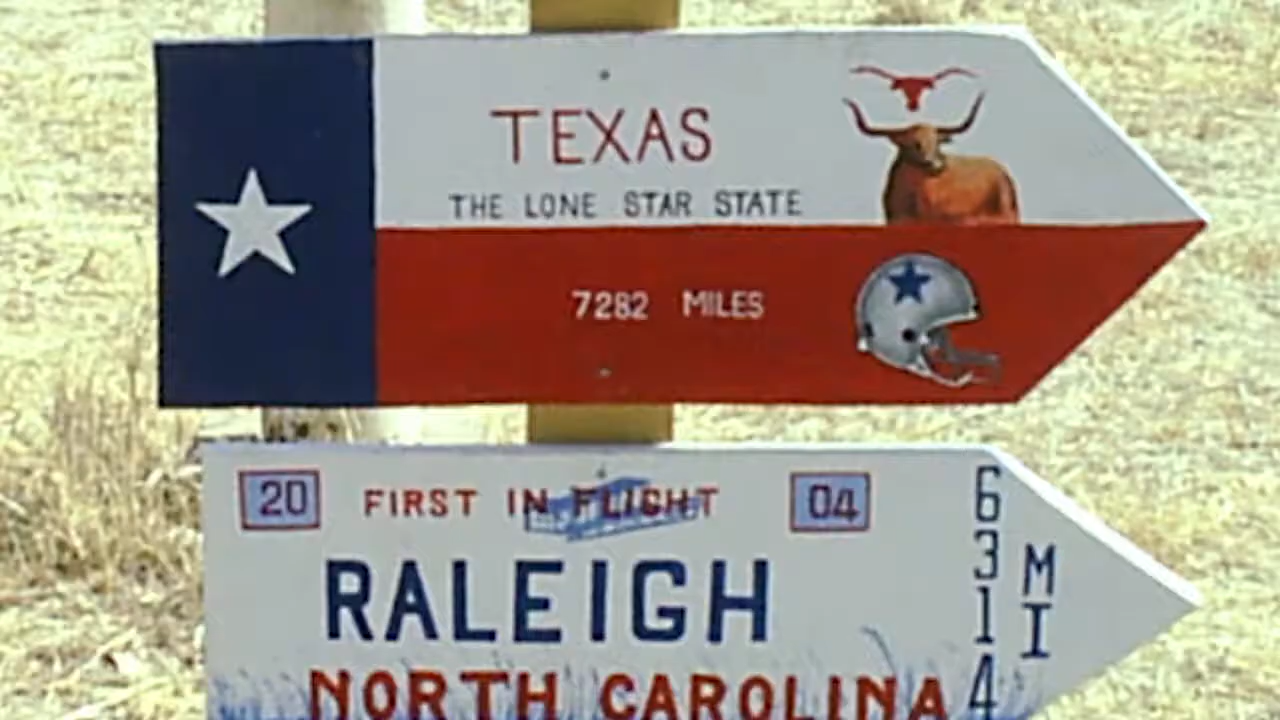 TEXAS
THE LONE STAR STATE
7282 MILES
20 FIRST IN FLIGHT 04
RALEIGH
NORTH CAROLINA
6314
MI